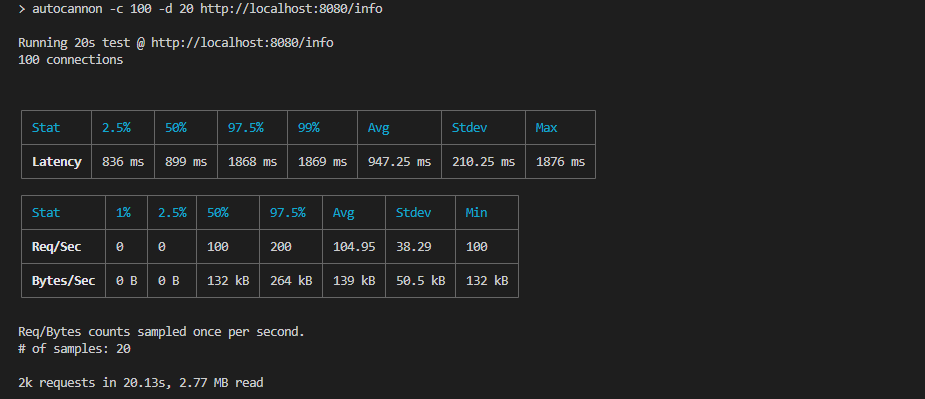 > autocannon -c 100 -d 20 http://localhost:8080/info
Running 20s test @ http://localhost:8080/info
100 connections
Stat 2.5% 50% 97.5% 99% Avg Stdev Max
Latency 836 ms 899 ms 1868 ms 1869 ms 947.25 ms 210.25 ms 1876 ms
Stat 1% 2.5% 50% 97.5% Avg Stdev Min
Req/Sec 0 0 100 200 104.95 38.29 100
Bytes/Sec 0 B 0 B 132 kB 264 kB 139 kB 50.5 kB 132 kB
Req/Bytes counts sampled once per second.
# of samples: 20
2k requests in 20.13s, 2.77 MB read